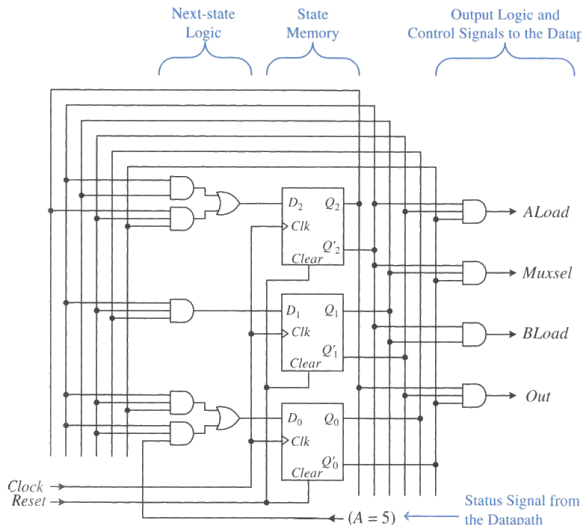 Next-state
Logic
State
Memory
Output Logic and
Control Signals to the Datap
D2 Q2
Clk
Q'2
Clear
ALoad
Muxsel
D1 Q1
Clk
Q'1
Clear
BLoad
Out
D0 Q0
Clk
Q'0
Clear
Clock
Reset
(A = 5)
Status Signal from
the Datapath